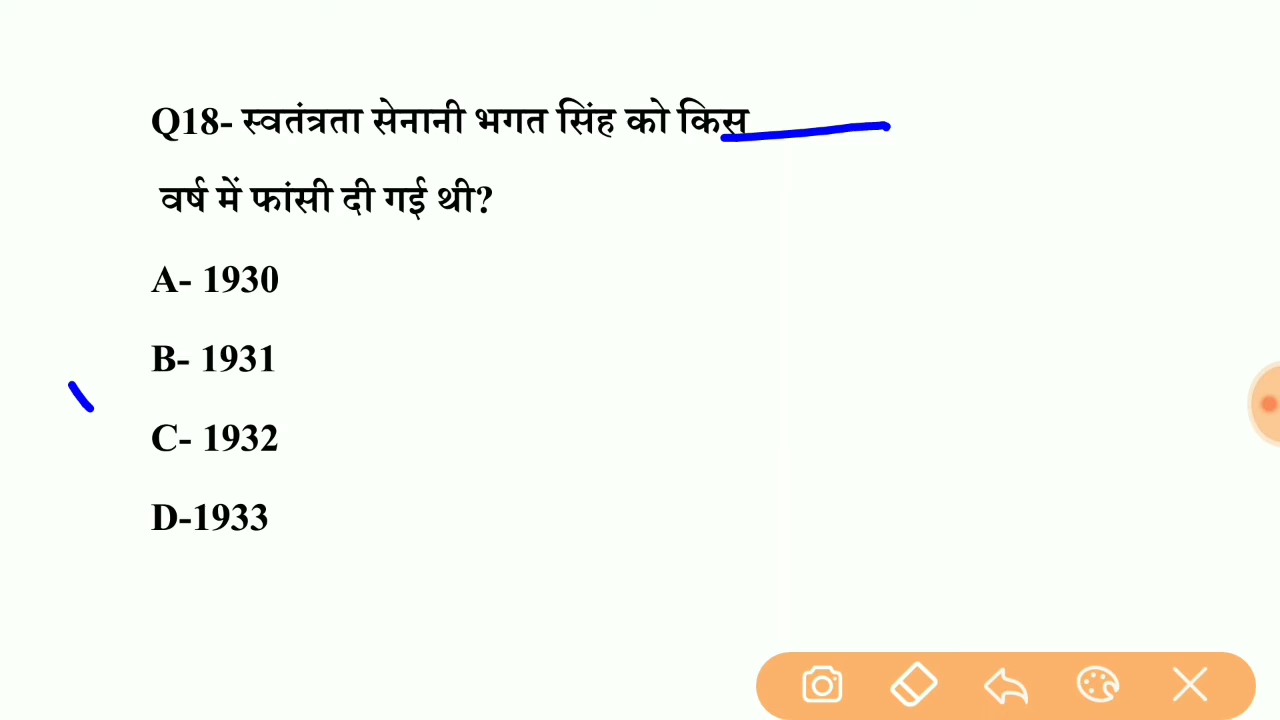 Q18- स्वतंत्रता सेनानी भगत सिंह को किस
वर्ष में फांसी दी गई थी?
A- 1930
B- 1931
C- 1932
D-1933